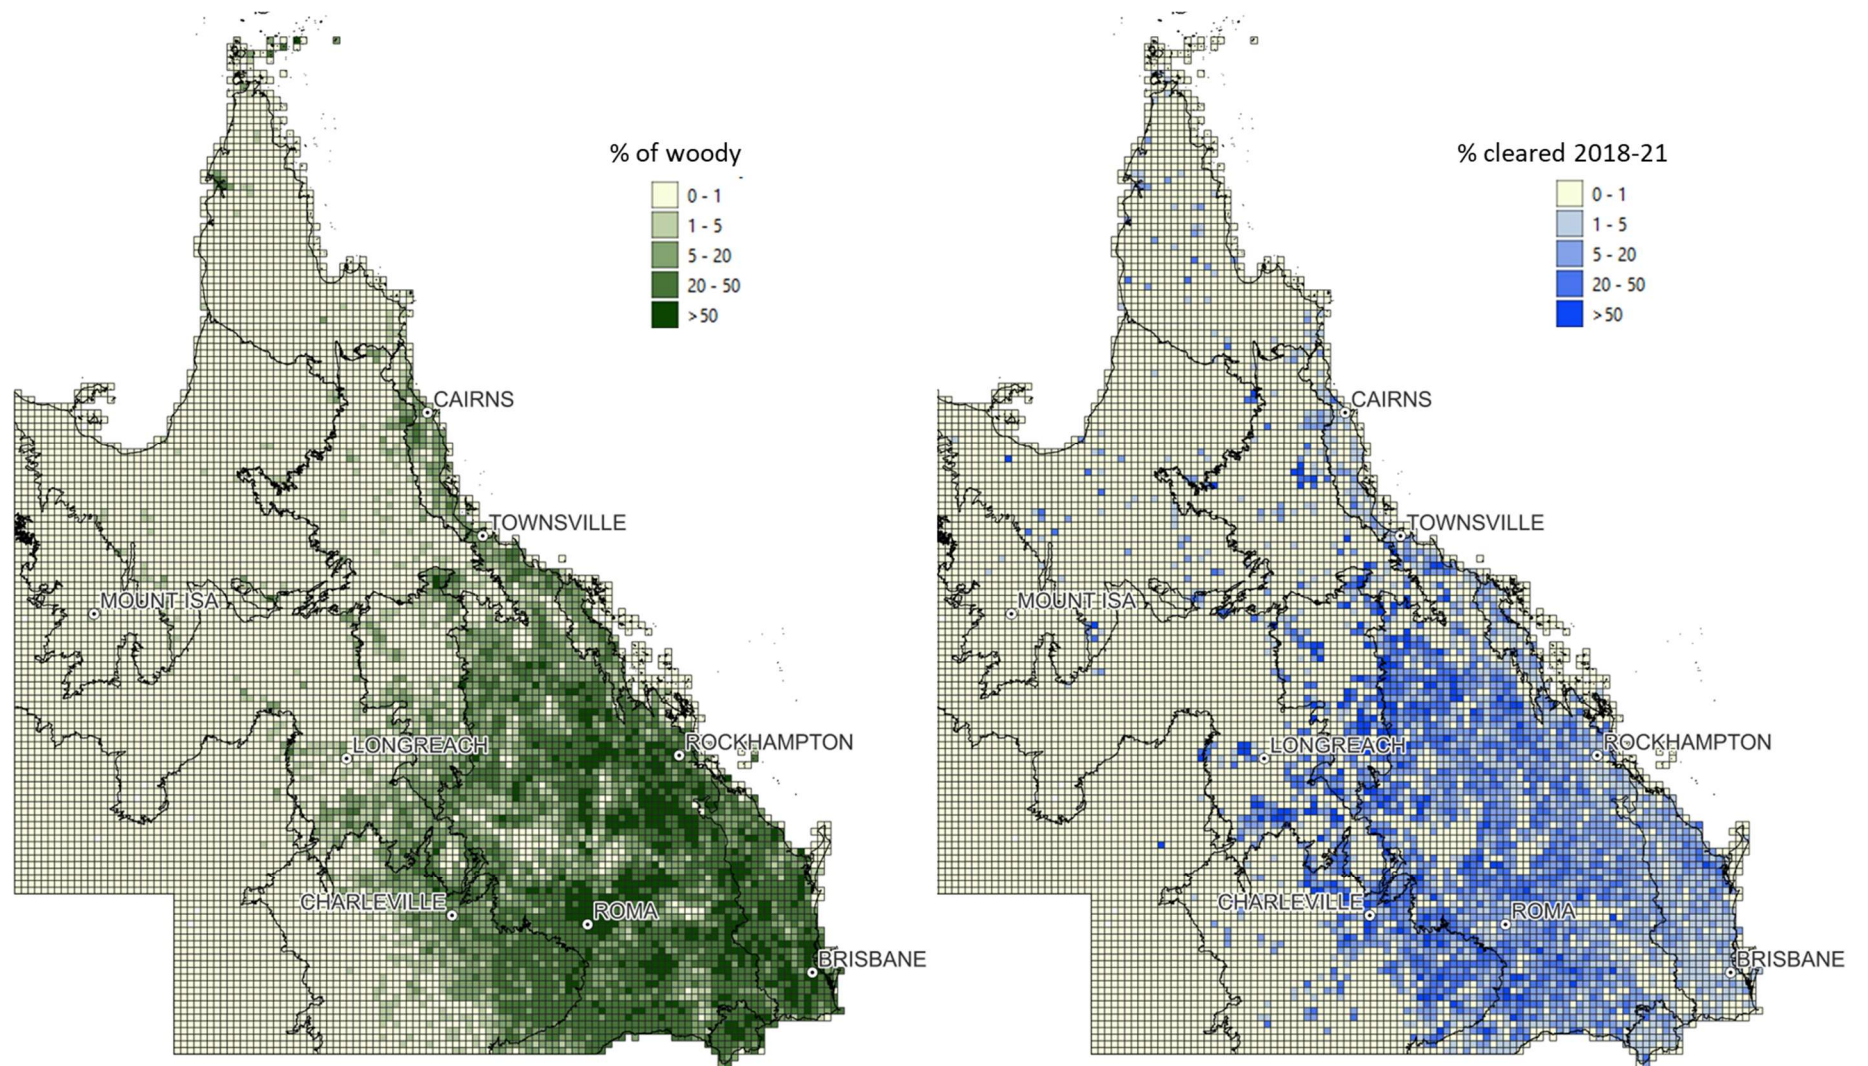 % of woody
0 - 1
1 - 5
5 - 20
20 - 50
>50
CAIRNS
TOWNSVILLE
MOUNT ISA
LONGREACH
ROCKHAMPTON
CHARLEVILLE
ROMA
BRISBANE
% cleared 2018-21
0 - 1
1 - 5
5 - 20
20 - 50
>50
CAIRNS
TOWNSVILLE
MOUNT ISA
LONGREACH
ROCKHAMPTON
CHARLEVILLE
ROMA
BRISBANE